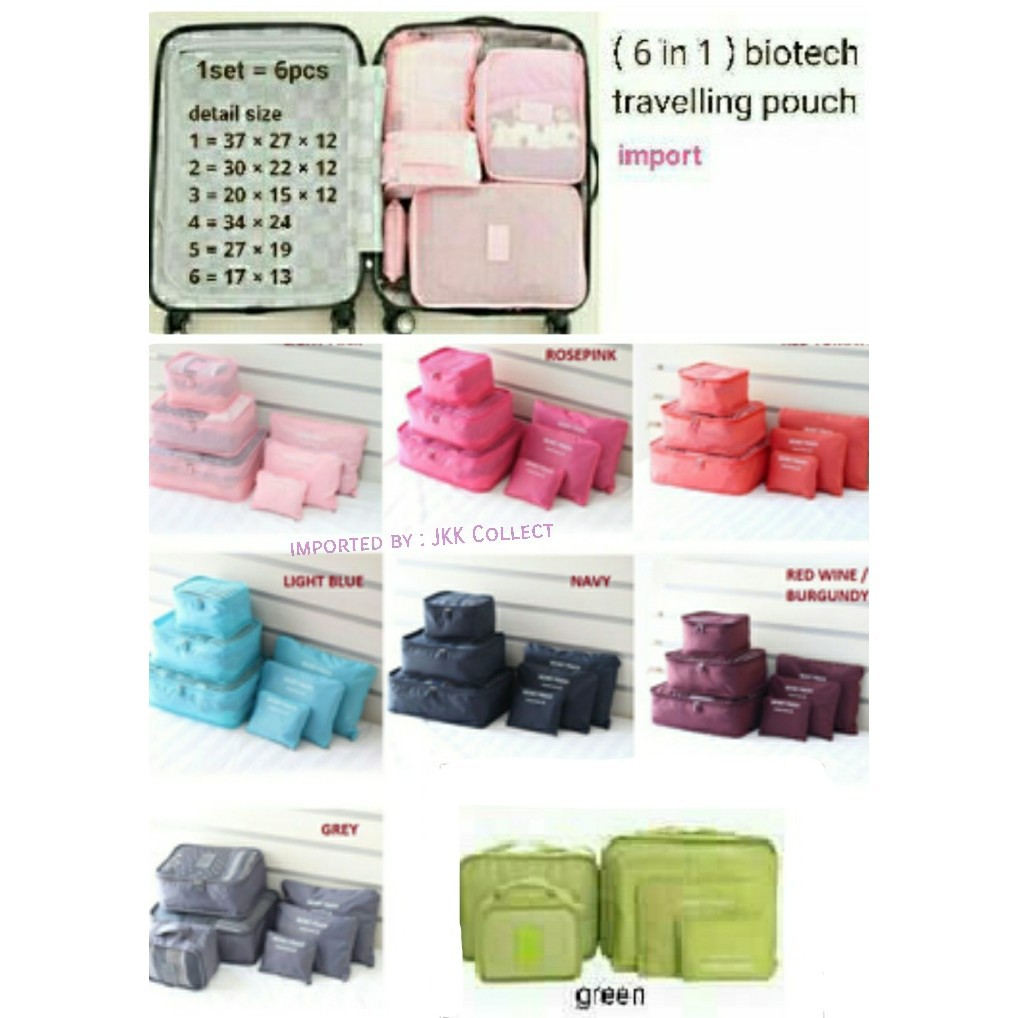 1set = 6pcs
detail size
1 = 37 × 27 × 12
2 = 30 × 22 × 12
3 = 20 × 15 × 12
4 = 34 × 24
5 = 27 × 19
6 = 17 × 13
( 6 in 1 ) biotech
travelling pouch
import
ROSEPINK
IMPORTED BY : JKK COLLECT
LIGHT BLUE
NAVY
RED WINE /
BURGUNDY
GREY
green